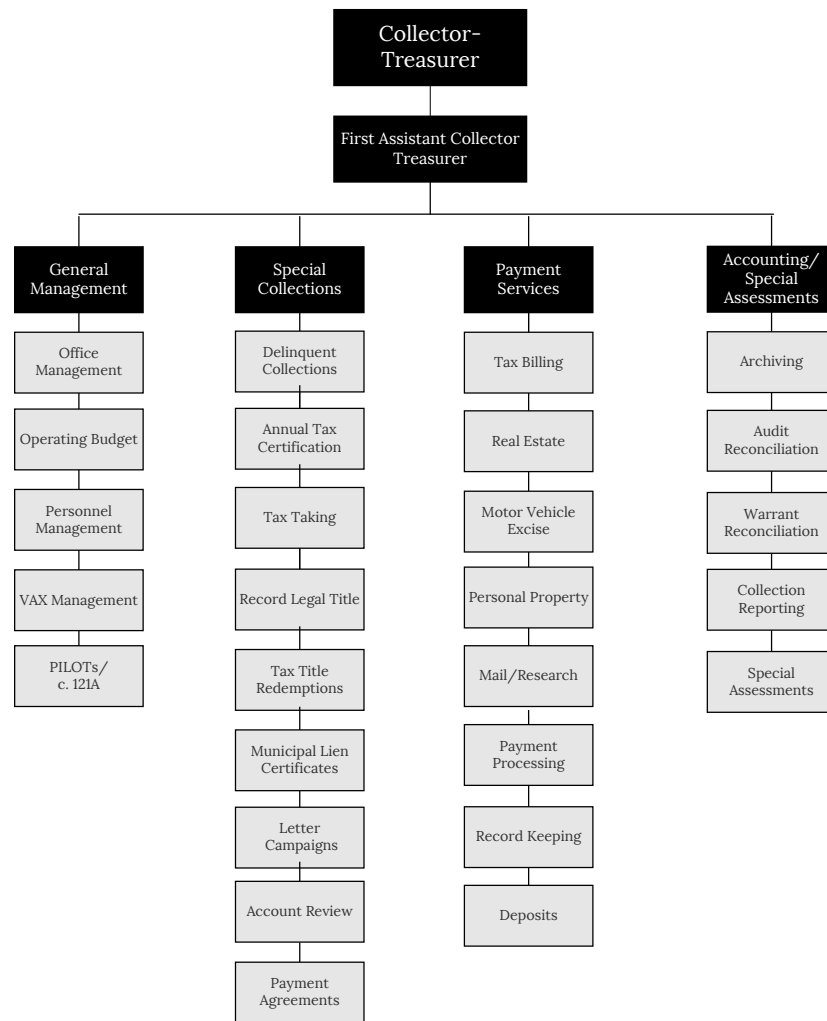 Collector-
Treasurer
First Assistant Collector
Treasurer
General
Management
Office
Management
Operating Budget
Personnel
Management
VAX Management
PILOTs/
c. 121A
Special
Collections
Delinquent
Collections
Annual Tax
Certification
Tax Taking
Record Legal Title
Tax Title
Redemptions
Municipal Lien
Certificates
Letter
Campaigns
Account Review
Payment
Agreements
Payment
Services
Tax Billing
Real Estate
Motor Vehicle
Excise
Personal Property
Mail/Research
Payment
Processing
Record Keeping
Deposits
Accounting/
Special
Assessments
Archiving
Audit
Reconciliation
Warrant
Reconciliation
Collection
Reporting
Special
Assessments